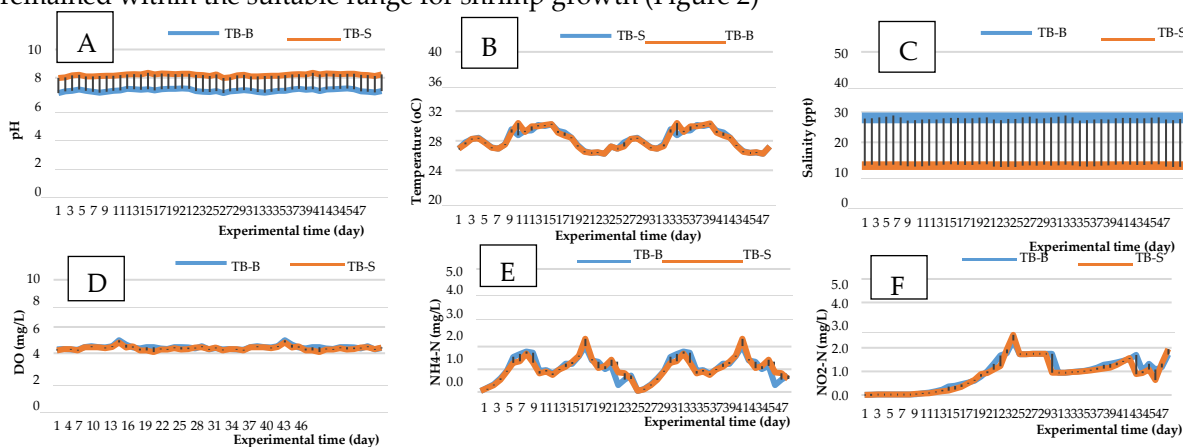 remained within the suitable range for shrimp growth (Figure 2)
A
TB-B
TB-S
10
8
6
4
2
0
pH
1 3 5 7 9 1113151719212325272931333537394143454​7
Experimental time (day)
B
TB-S
TB-B
40
36
32
28
24
20
Temperature (oC)
1 3 5 7 9 11131517192123252729313335373941434547
Experimental time (day)
C
TB-B
TB-S
50
40
30
20
10
0
Salinity (ppt)
1 3 5 7 9 11131517192123252729313335373941434547
Experimental time (day)
D
TB-B
TB-S
10
8
6
4
2
0
DO (mg/L)
1 4 7 10 13 16 19 22 25 28 31 34 37 40 43 46
Experimental time (day)
E
TB-B
TB-S
5.0
4.0
3.0
2.0
1.0
0.0
NH4-N (mg/L)
1 3 5 7 9 11131517192123252729313335373941434547
Experimental time (day)
F
TB-B
TB-S
5.0
4.0
3.0
2.0
1.0
0.0
NO2-N (mg/L)
1 3 5 7 9 11131517192123252729313335373941434547
Experimental time (day)